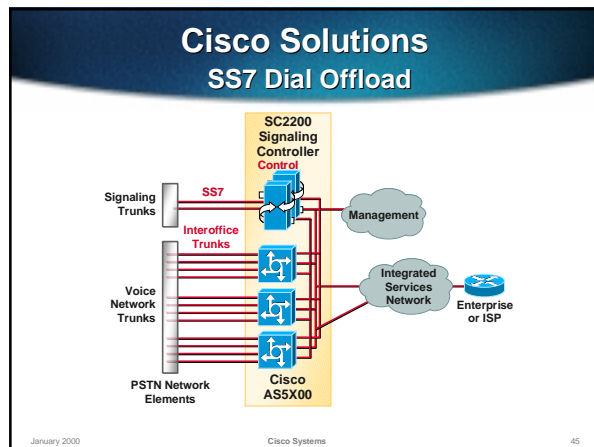 Cisco Solutions
SS7 Dial Offload
SC2200
Signaling
Controller
Control
Signaling
Trunks
SS7
Management
Interoffice
Trunks
Voice
Network
Trunks
Integrated
Services
Network
Enterprise
or ISP
PSTN Network
Elements
Cisco
AS5X00
January 2000
Cisco Systems
45